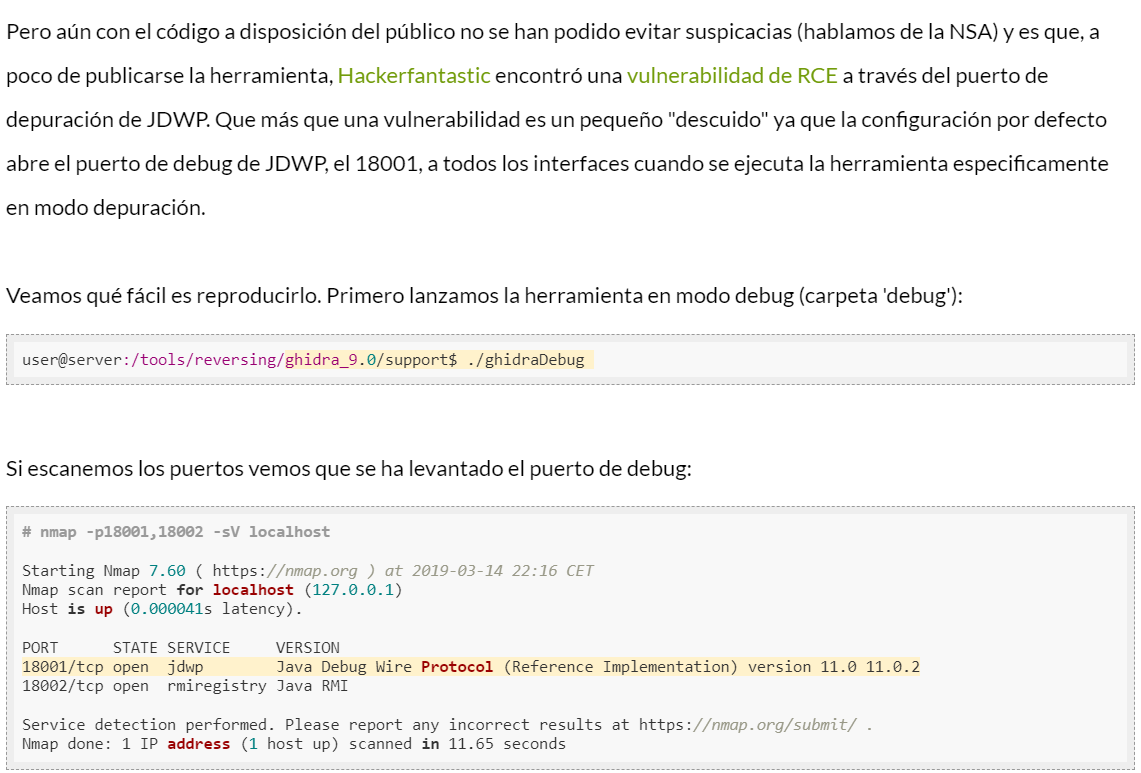 Pero aún con el código a disposición del público no se han podido evitar suspicacias (hablamos de la NSA) y es que, a
poco de publicarse la herramienta, Hackerfantastic encontró una vulnerabilidad de RCE a través del puerto de
depuración de JDWP. Que más que una vulnerabilidad es un pequeño "descuido" ya que la configuración por defecto
abre el puerto de debug de JDWP, el 18001, a todos los interfaces cuando se ejecuta la herramienta especificamente
en modo depuración.
Veamos qué fácil es reproducirlo. Primero lanzamos la herramienta en modo debug (carpeta 'debug'):
user@server:/tools/reversing/ghidra_9.0/support$ ./ghidraDebug
Si escanemos los puertos vemos que se ha levantado el puerto de debug:
# nmap -p18001,18002 -sV localhost
Starting Nmap 7.60 ( https://nmap.org ) at 2019-03-14 22:16 CET
Nmap scan report for localhost (127.0.0.1)
Host is up (0.000041s latency).
PORT      STATE SERVICE     VERSION
18001/tcp open  jdwp        Java Debug Wire Protocol (Reference Implementation) version 11.0 11.0.2
18002/tcp open  rmiregistry Java RMI
Service detection performed. Please report any incorrect results at https://nmap.org/submit/ .
Nmap done: 1 IP address (1 host up) scanned in 11.65 seconds